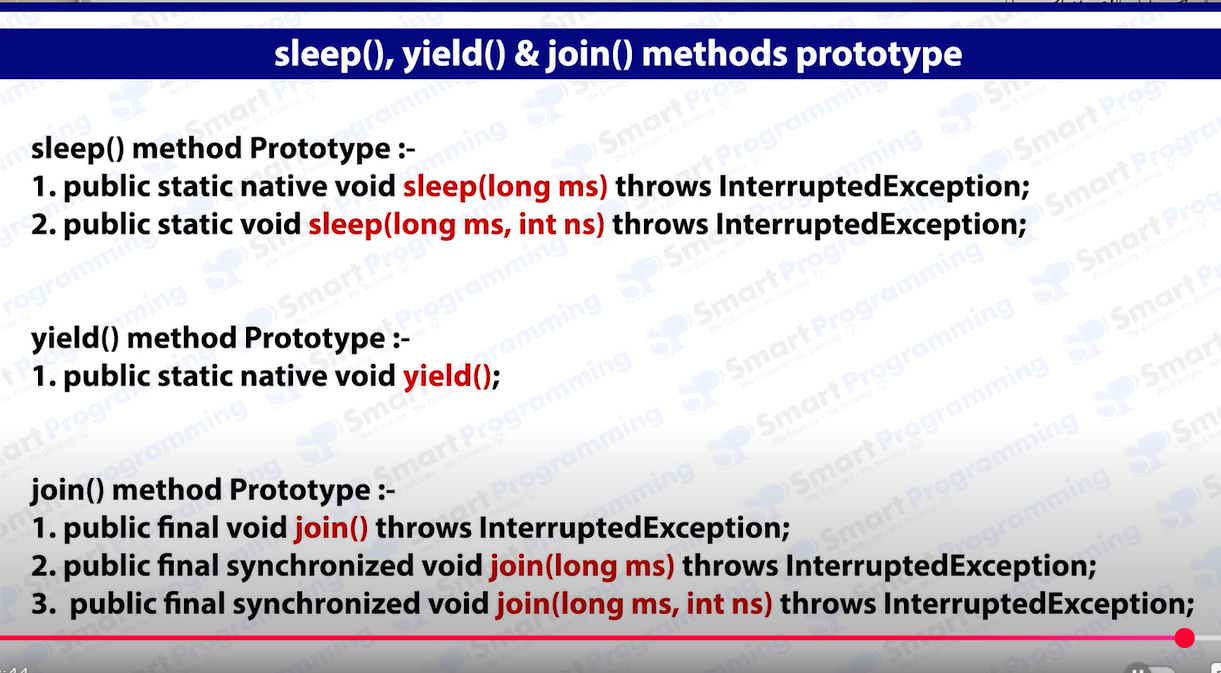 sleep(), yield() & join() methods prototype
sleep() method Prototype :-
1. public static native void sleep(long ms) throws InterruptedException;
2. public static void sleep(long ms, int ns) throws InterruptedException;
yield() method Prototype :-
1. public static native void yield();
join() method Prototype :-
1. public final void join() throws InterruptedException;
2. public final synchronized void join(long ms) throws InterruptedException;
3. public final synchronized void join(long ms, int ns) throws InterruptedException;
Smart Programming